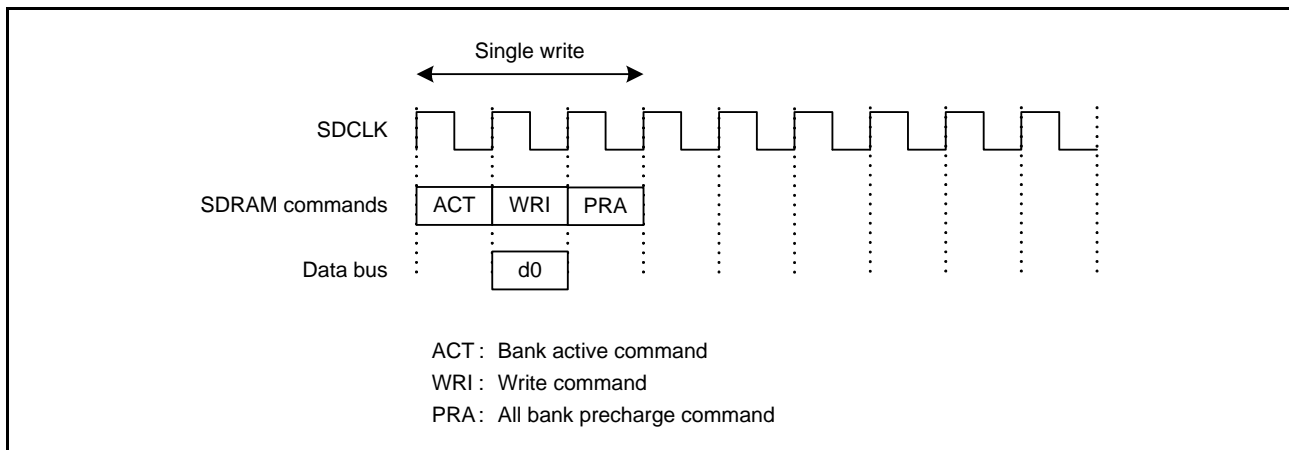 Single write
SDCLK
SDRAM commands ACT WRI PRA
Data bus d0
ACT : Bank active command
WRI : Write command
PRA : All bank precharge command